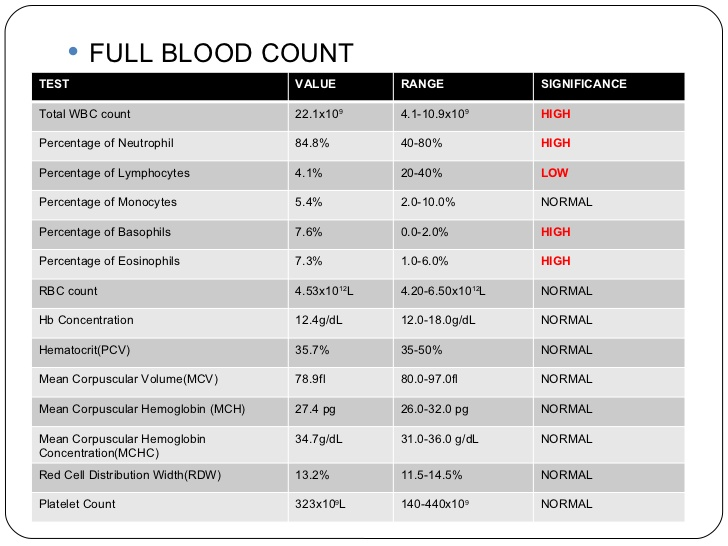 • FULL BLOOD COUNT
TEST VALUE RANGE SIGNIFICANCE
Total WBC count 22.1x10⁹ 4.1-10.9x10⁹ HIGH
Percentage of Neutrophil 84.8% 40-80% HIGH
Percentage of Lymphocytes 4.1% 20-40% LOW
Percentage of Monocytes 5.4% 2.0-10.0% NORMAL
Percentage of Basophils 7.6% 0.0-2.0% HIGH
Percentage of Eosinophils 7.3% 1.0-6.0% HIGH
RBC count 4.53x10¹²L 4.20-6.50x10¹²L NORMAL
Hb Concentration 12.4g/dL 12.0-18.0g/dL NORMAL
Hematocrit(PCV) 35.7% 35-50% NORMAL
Mean Corpuscular Volume(MCV) 78.9fl 80.0-97.0fl NORMAL
Mean Corpuscular Hemoglobin (MCH) 27.4 pg 26.0-32.0 pg NORMAL
Mean Corpuscular Hemoglobin 34.7g/dL 31.0-36.0 g/dL NORMAL
Concentration(MCHC)
Red Cell Distribution Width(RDW) 13.2% 11.5-14.5% NORMAL
Platelet Count 323x10⁹L 140-440x10⁹ NORMAL